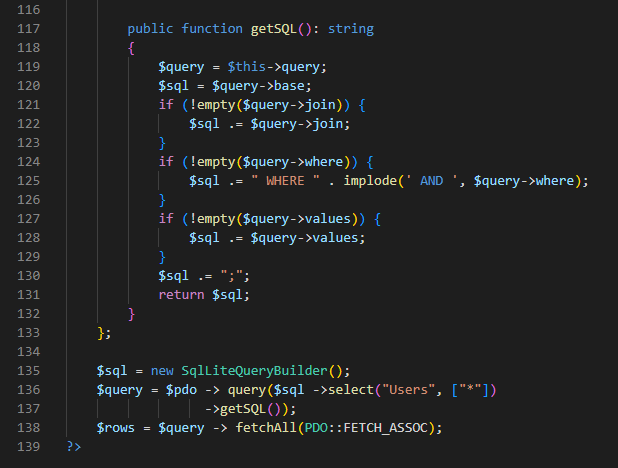 116
117 public function getSQL(): string
118 {
119 $query = $this->query;
120 $sql = $query->base;
121 if (!empty($query->join)) {
122 $sql .= $query->join;
123 }
124 if (!empty($query->where)) {
125 $sql .= " WHERE " . implode(' AND ', $query->where);
126 }
127 if (!empty($query->values)) {
128 $sql .= $query->values;
129 }
130 $sql .= ";";
131 return $sql;
132 }
133 };
134
135 $sql = new SqlLiteQueryBuilder();
136 $query = $pdo -> query($sql ->select("Users", ["*"])
137 ->getSQL());
138 $rows = $query -> fetchAll(PDO::FETCH_ASSOC);
139 ?>